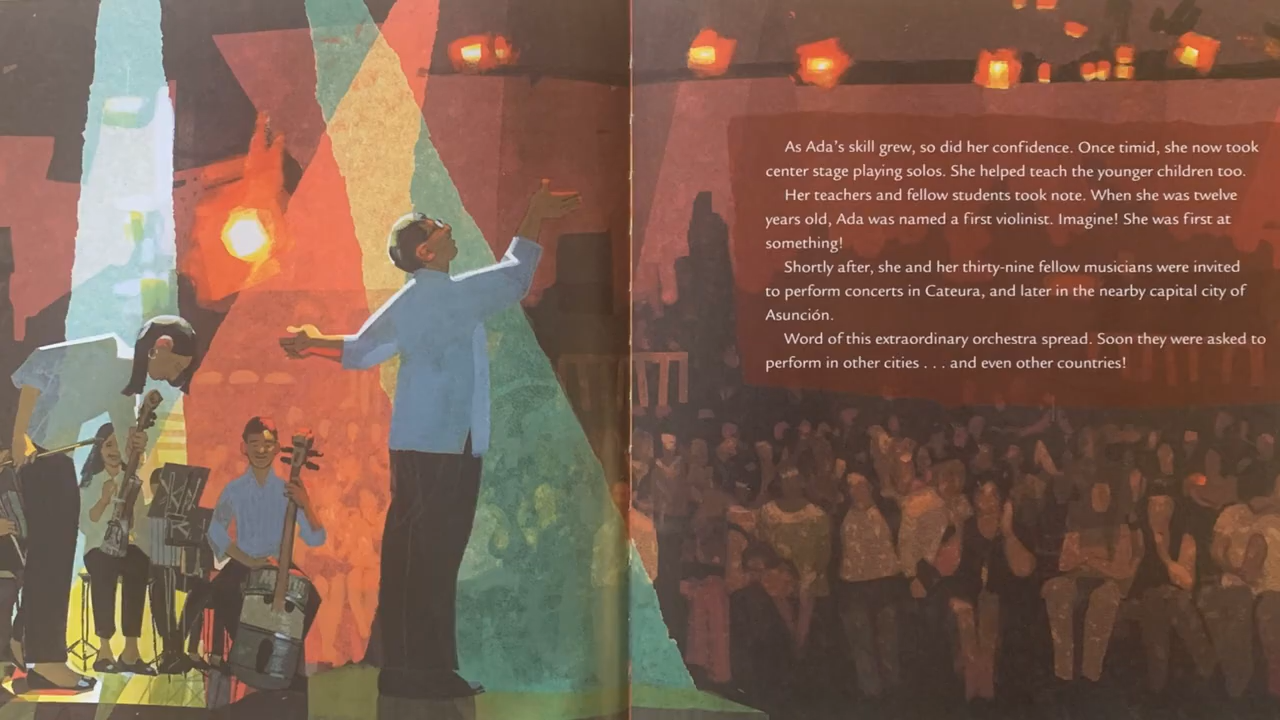 As Ada's skill grew, so did her confidence. Once timid, she now took
center stage playing solos. She helped teach the younger children too.
Her teachers and fellow students took note. When she was twelve
years old, Ada was named a first violinist. Imagine! She was first at
something!
Shortly after, she and her thirty-nine fellow musicians were invited
to perform concerts in Cateura, and later in the nearby capital city of
Asunción.
Word of this extraordinary orchestra spread. Soon they were asked to
perform in other cities . . . and even other countries!